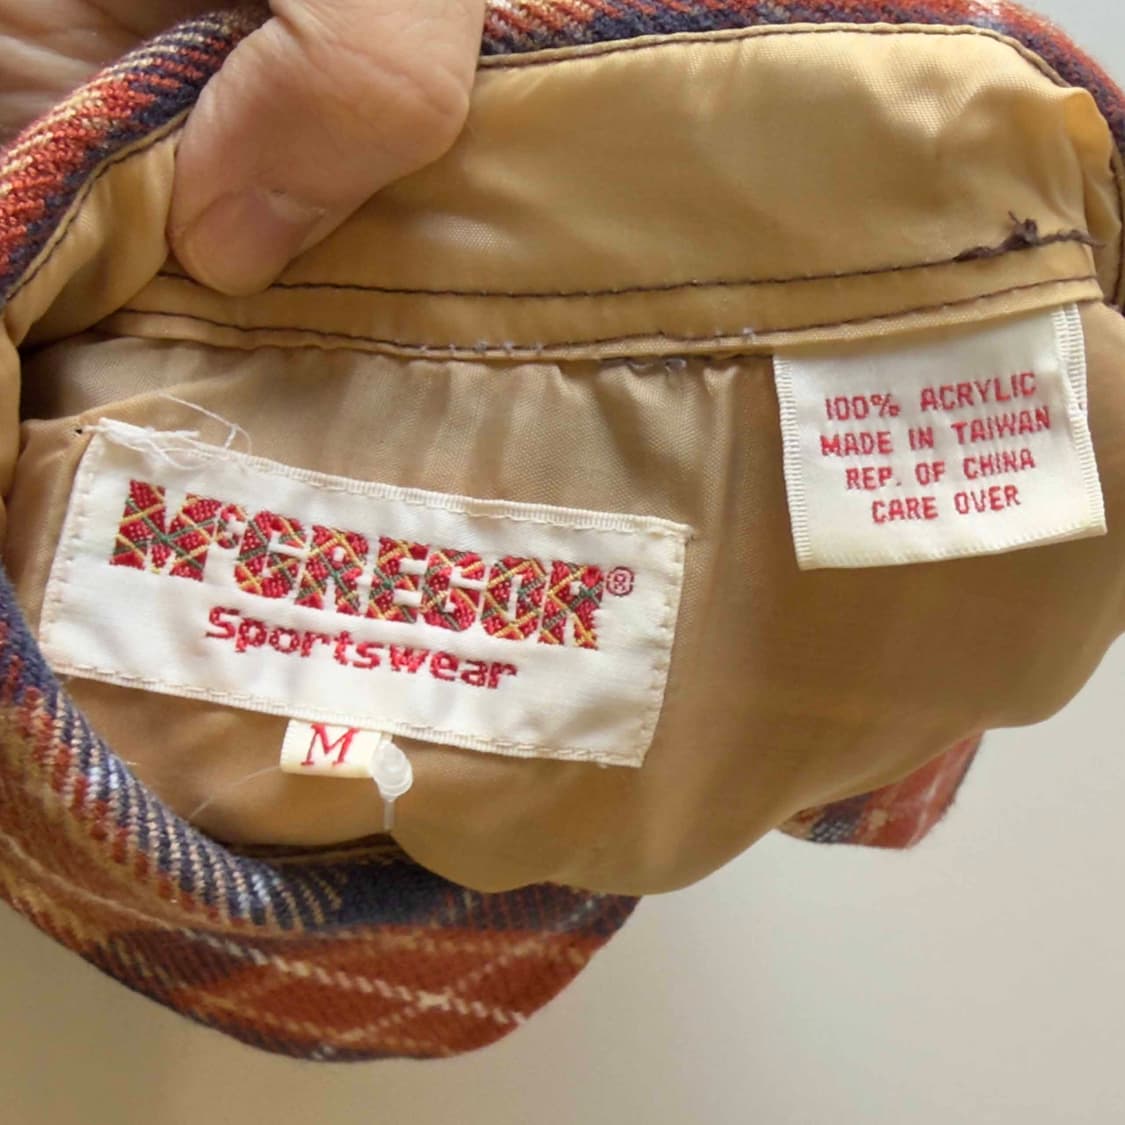 McGREGOR®
Sportswear
M
100% ACRYLIC
MADE IN TAIWAN
REP. OF CHINA
CARE OVER